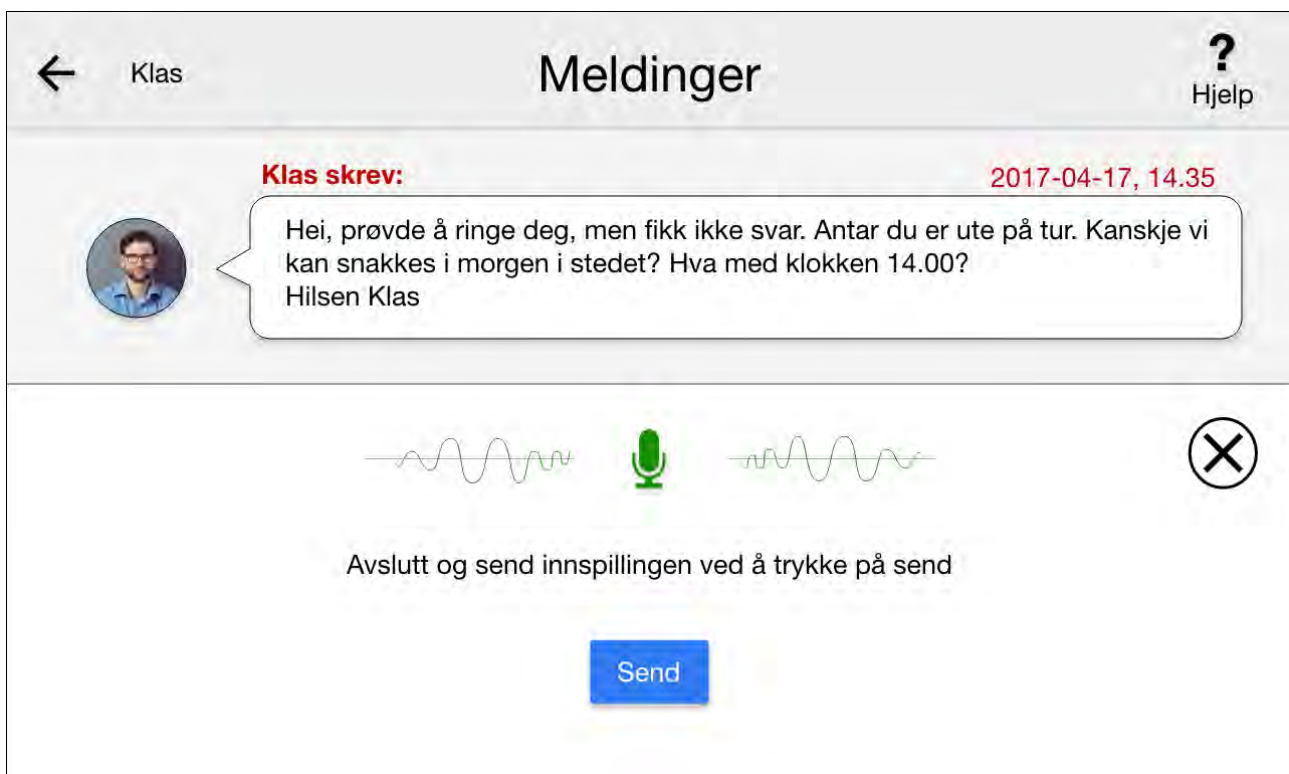 Klas
Meldinger
?
Hjelp
Klas skrev:
2017-04-17, 14.35
Hei, prøvde å ringe deg, men fikk ikke svar. Antar du er ute på tur. Kanskje vi
kan snakkes i morgen i stedet? Hva med klokken 14.00?
Hilsen Klas
Avslutt og send innspillingen ved å trykke på send
Send